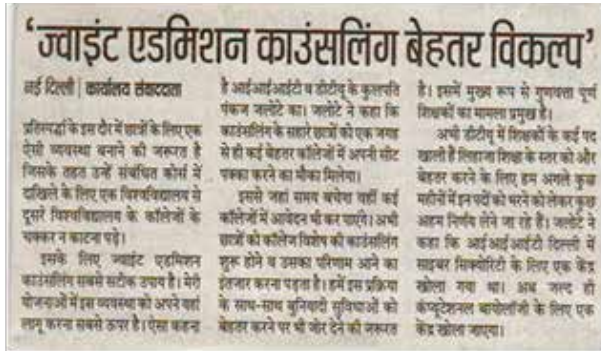 ‘ज्वाइंट एडमिशन काउंसलिंग बेहतर विकल्प’
नई दिल्ली | कार्यालय संवाददाता
प्रतिस्पर्द्धा के इस दौर में छात्रों के लिए एक
ऐसी व्यवस्था बनाने की जरूरत है
जिसके तहत उन्हें संबंधित कोर्स में
दाखिले के लिए एक विश्वविद्यालय से
दूसरे विश्वविद्यालय के कॉलेजों के
चक्कर न काटना पड़े।
इसके लिए ज्वाइंट एडमिशन
काउंसलिंग सबसे सटीक उपाय है। मेरी
योजनाओं में इस व्यवस्था को अपने यहां
लागू करना सबसे ऊपर है। ऐसा कहना
है आईआईआईटी व डीटीयू के कुलपति
पंकज जलोटे का। जलोटे ने कहा कि
काउंसलिंग के सहारे छात्रों को एक जगह
से ही कई बेहतर कॉलेजों में अपनी सीट
पक्का करने का मौका मिलेगा।
इससे जहां समय बचेगा वहीं कई
कॉलेजों में आवेदन भी कर पाएंगे। अभी
छात्रों को कॉलेज विशेष की काउंसलिंग
शुरू होने व उसका परिणाम आने का
इंतजार करना पड़ता है। हमें इस प्रक्रिया
के साथ-साथ बुनियादी सुविधाओं को
बेहतर करने पर भी जोर देने की जरूरत
है। इसमें मुख्य रूप से गुणवत्ता पूर्ण
शिक्षकों का मामला प्रमुख है।
अभी डीटीयू में शिक्षकों के कई पद
खाली हैं लिहाजा शिक्षा के स्तर को और
बेहतर करने के लिए हम अगले कुछ
महीनों में इन पदों को भरने को लेकर कुछ
अहम निर्णय लेने जा रहे हैं। जलोटे ने
कहा कि आईआईआईटी दिल्ली में
साइबर सिक्योरिटी के लिए एक केंद्र
खोला गया था। अब जल्द ही
कंप्यूटेशनल बायोलॉजी के लिए एक
केंद्र खोला जाएगा।